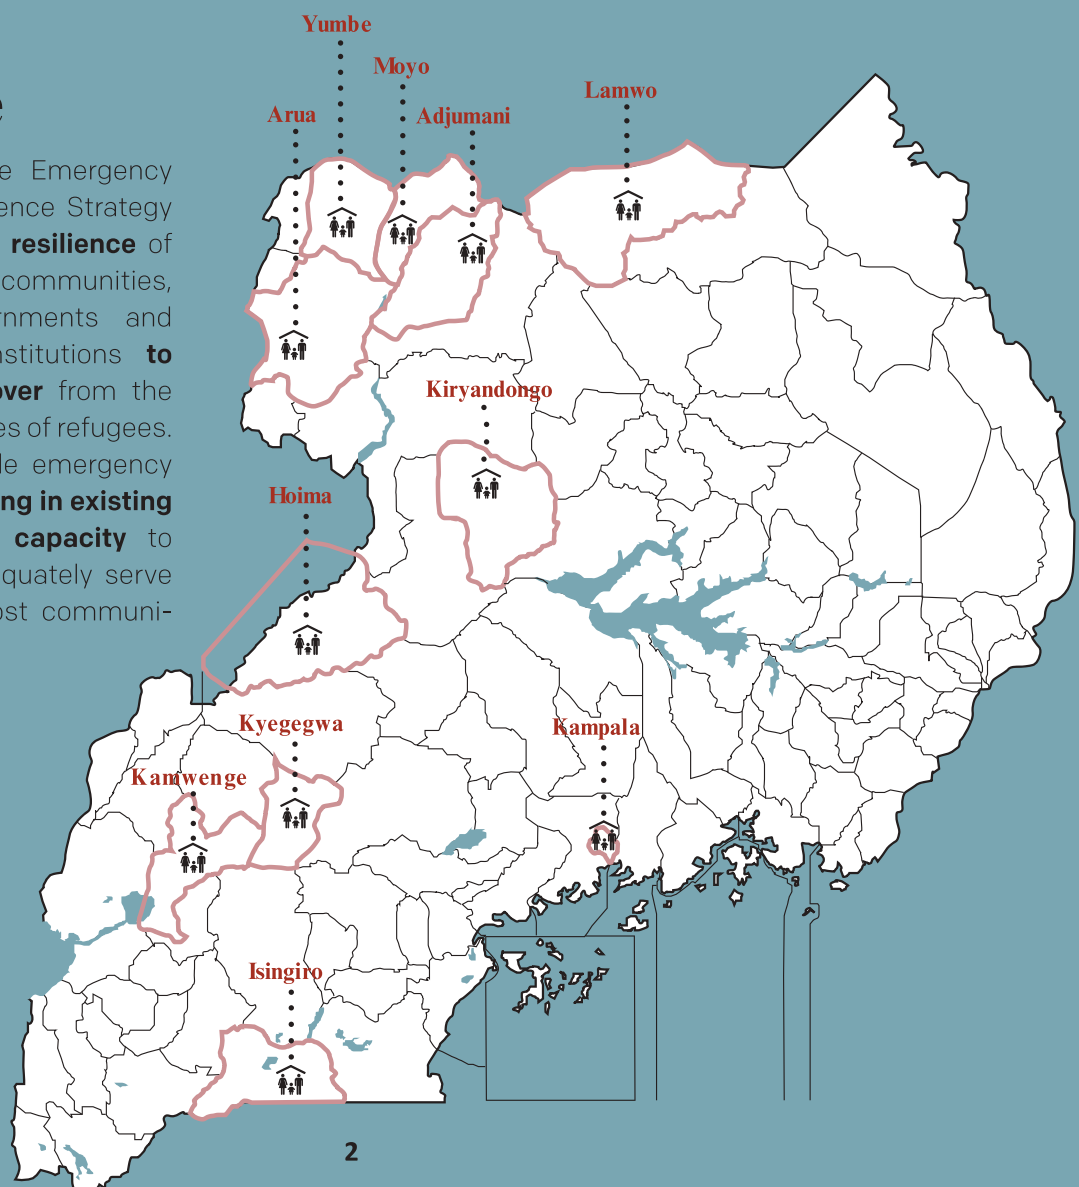 e
e Emergency
ence Strategy
resilience of
communities,
rnments and
nstitutions to
over from the
es of refugees.
le emergency
ng in existing
capacity to
quately serve
ost communi-
Yumbe
Moyo
Lamwo
Arua
Adjumani
Kiryandongo
Hoima
Kyegegwa
Kampala
Kamwenge
Isingiro
2